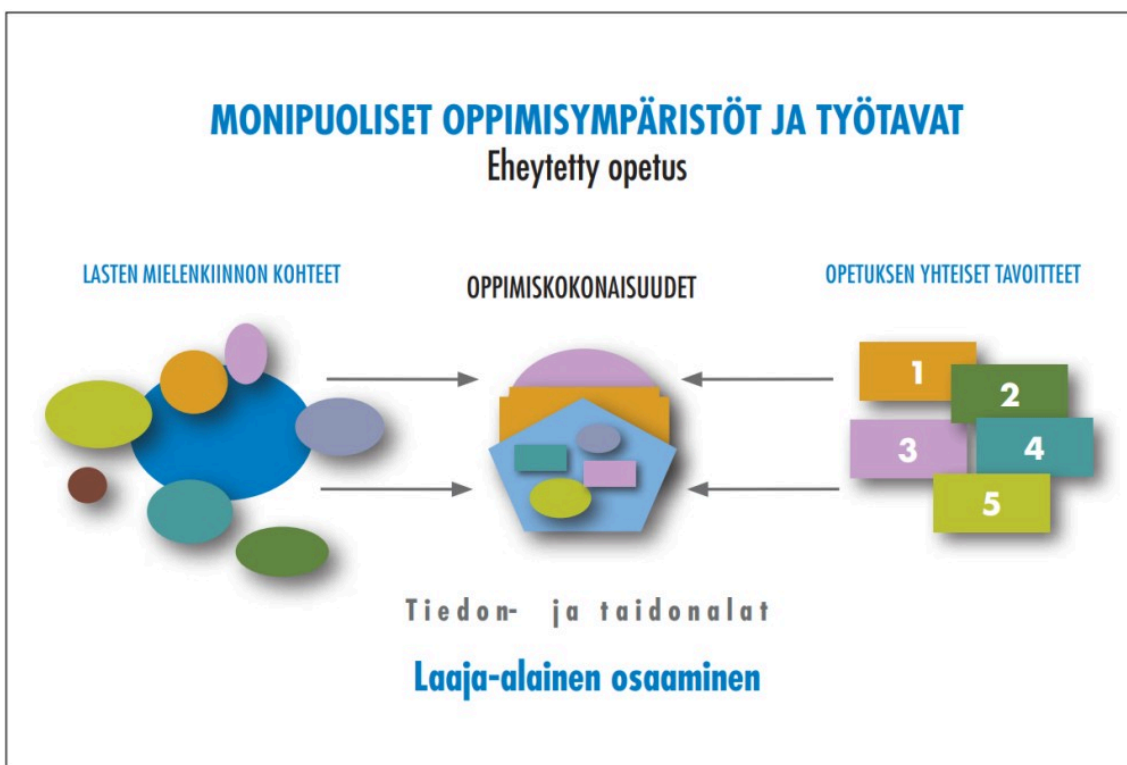 MONIPUOLISET OPPIMISYMPÄRISTÖT JA TYÖTAVAT
Eheytetty opetus
LASTEN MIELENKIINNON KOHTEET
OPPIMISKOKONAISUUDET
OPETUKSEN YHTEISET TAVOITTEET
1
2
3
4
5
Tiedon- ja taidonalat
Laaja-alainen osaaminen